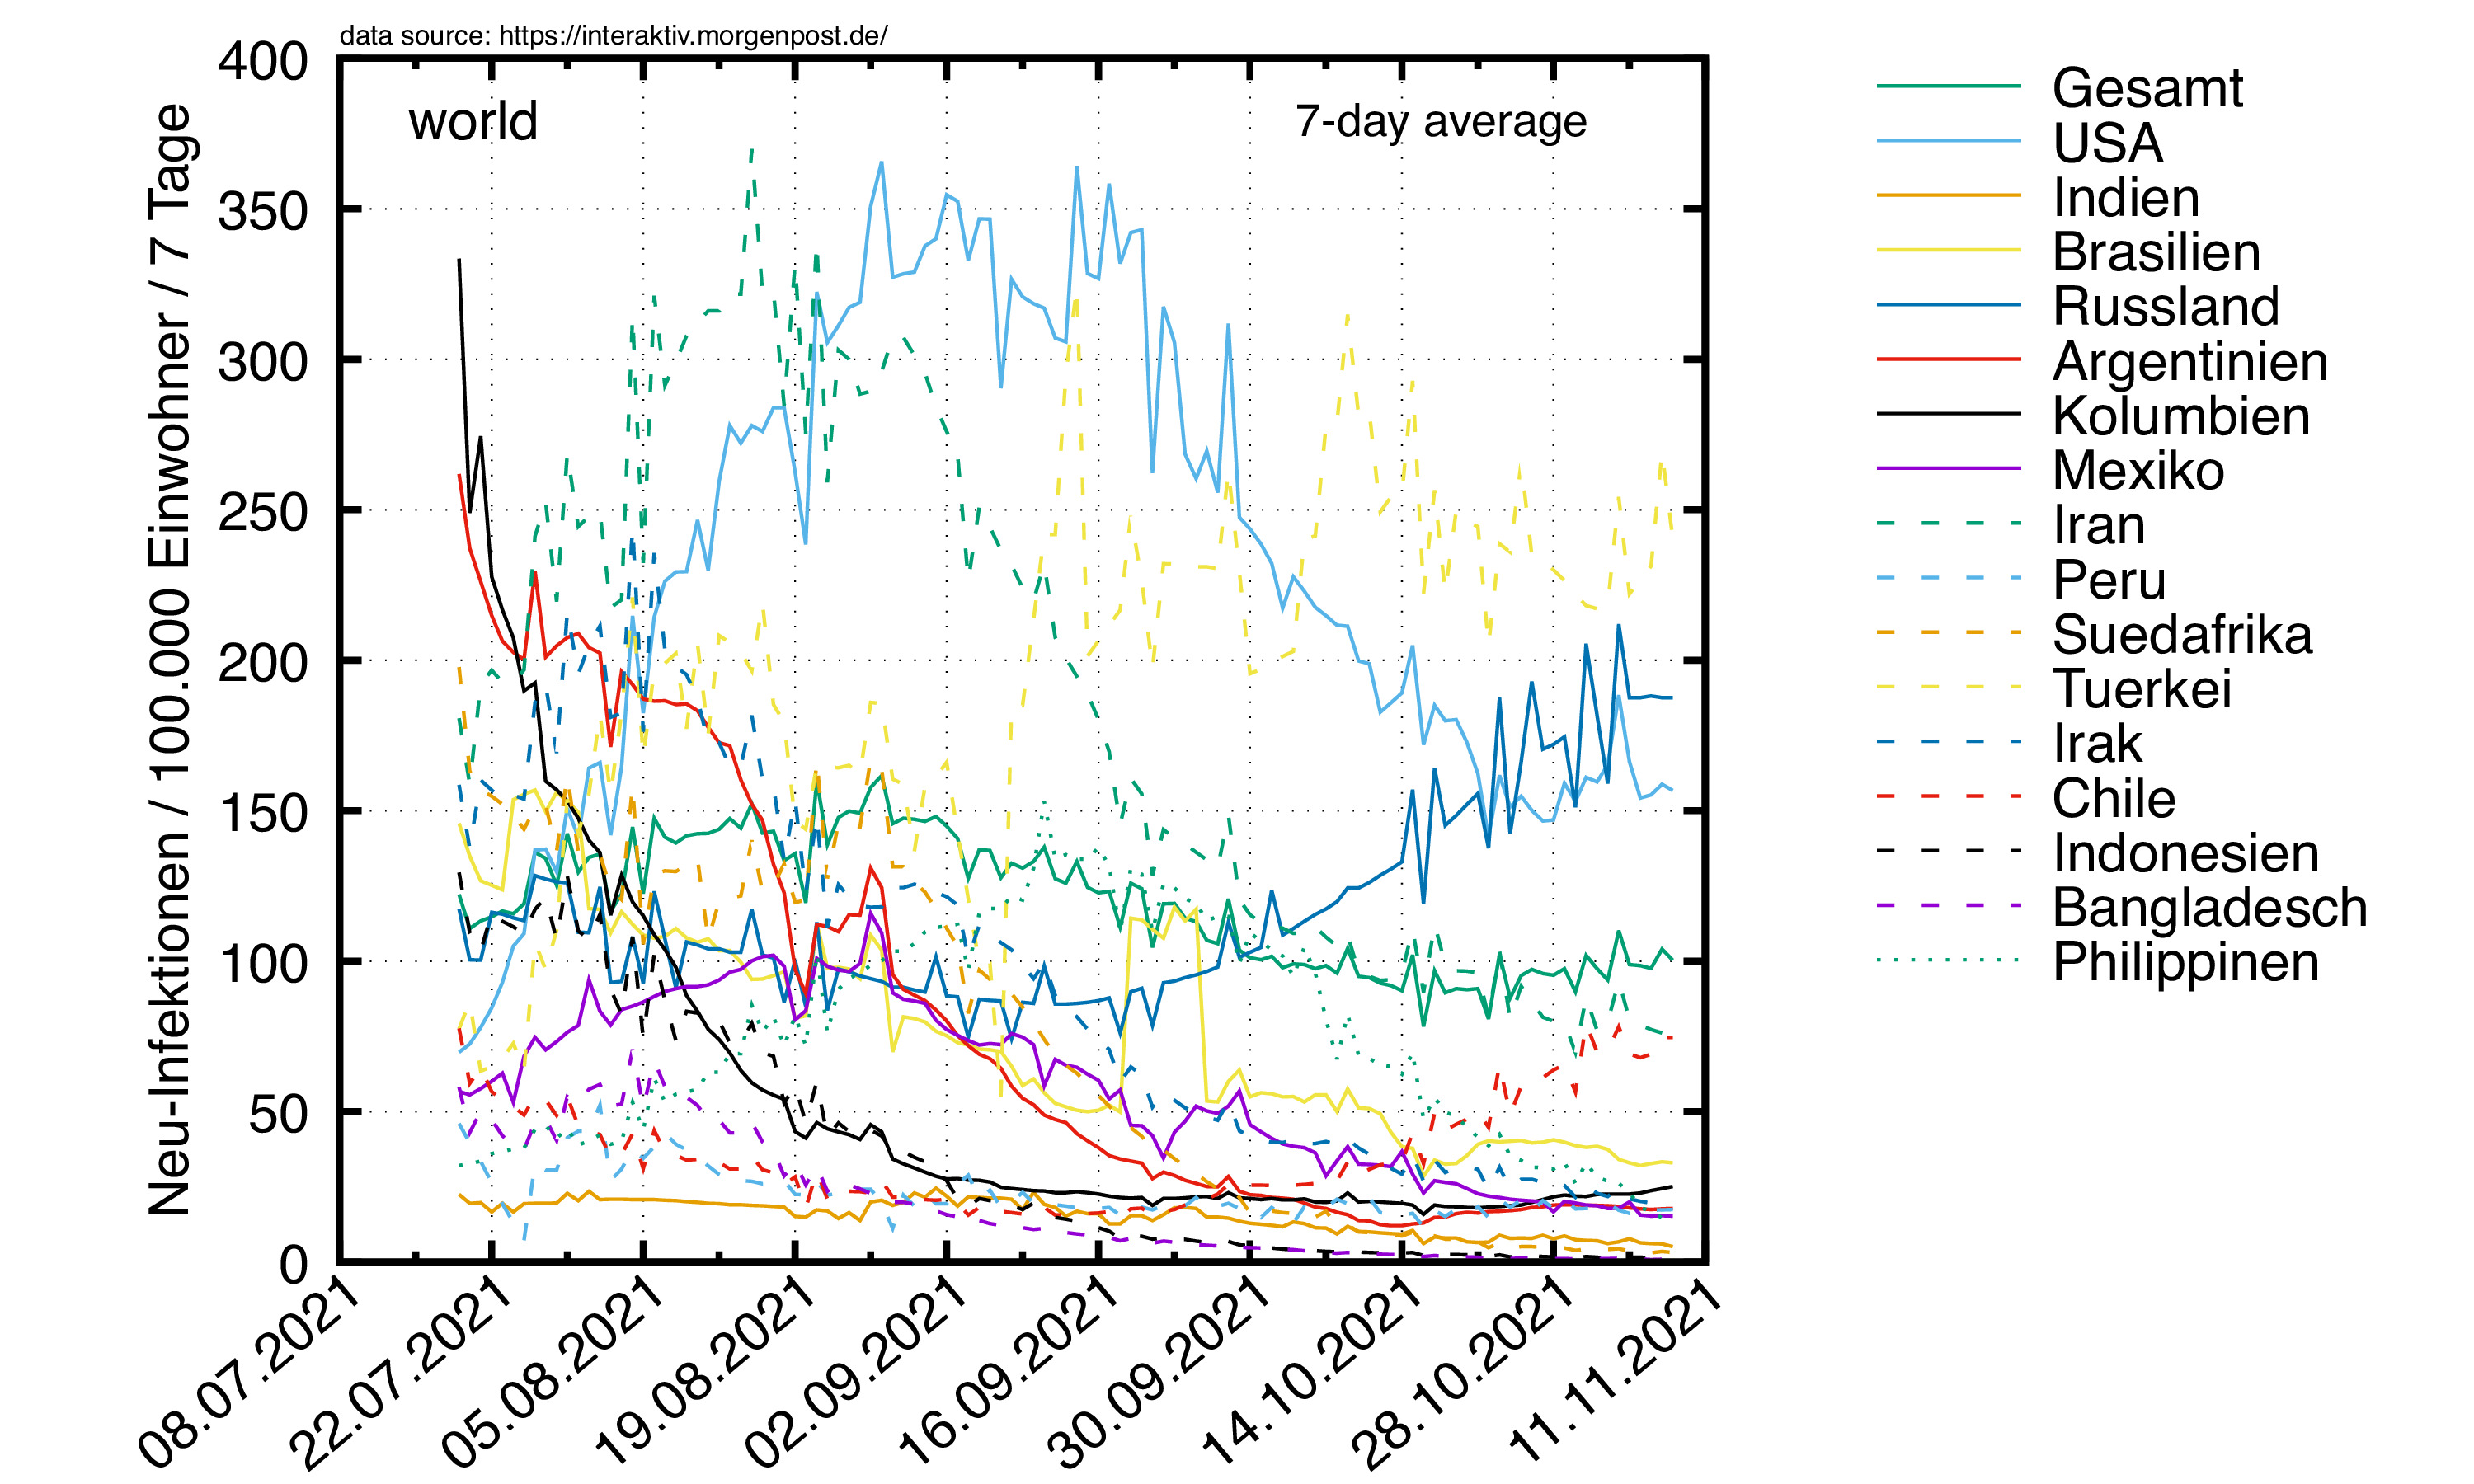 data source: https://interaktiv.morgenpost.de/
world
7-day average
Neu-Infektionen / 100.000 Einwohner / 7 Tage
400
350
300
250
200
150
100
50
0
08.07.2021
22.07.2021
05.08.2021
19.08.2021
02.09.2021
16.09.2021
30.09.2021
14.10.2021
28.10.2021
11.11.2021
Gesamt
USA
Indien
Brasilien
Russland
Argentinien
Kolumbien
Mexiko
Iran
Peru
Suedafrika
Tuerkei
Irak
Chile
Indonesien
Bangladesch
Philippinen